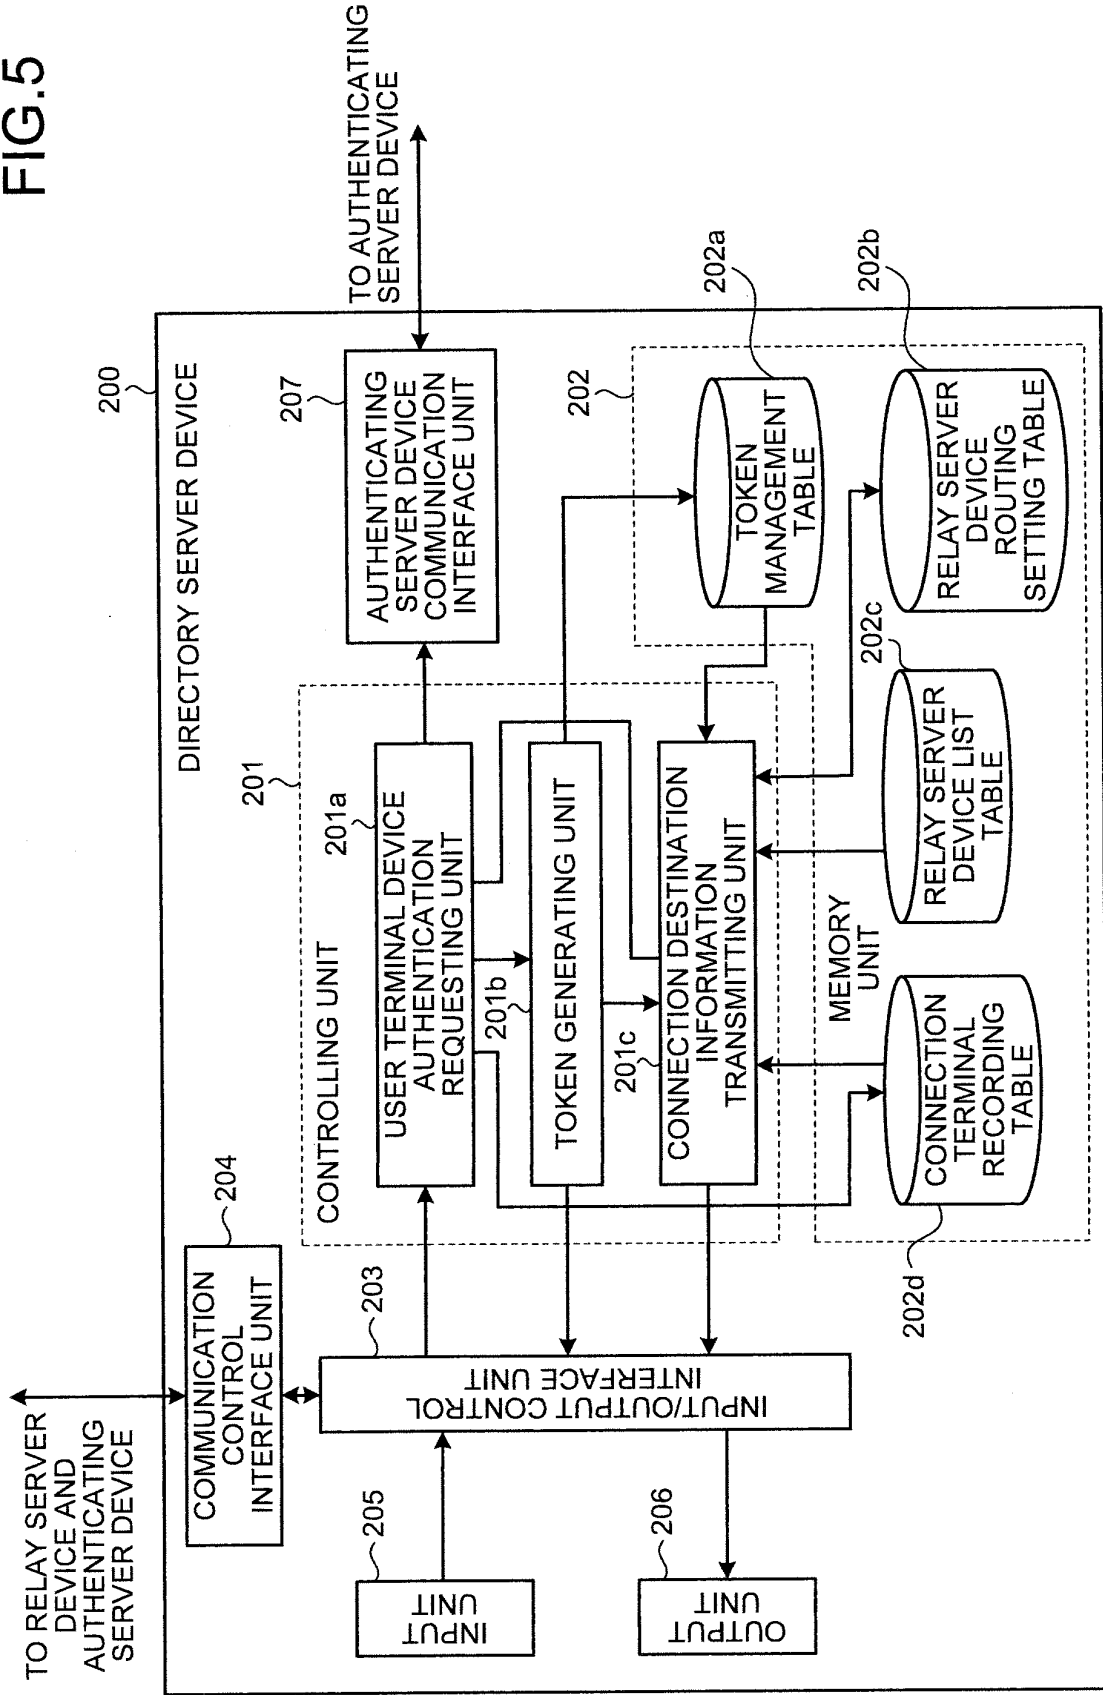 FIG.5
TO RELAY SERVER
DEVICE AND
AUTHENTICATING
SERVER DEVICE
200
DIRECTORY SERVER DEVICE
204
COMMUNICATION
CONTROL
INTERFACE UNIT
205
INPUT
UNIT
206
OUTPUT
UNIT
203
INPUT/OUTPUT CONTROL
INTERFACE UNIT
201
CONTROLLING UNIT
201a
USER TERMINAL DEVICE
AUTHENTICATION
REQUESTING UNIT
201b
TOKEN GENERATING UNIT
201c
CONNECTION DESTINATION
INFORMATION
TRANSMITTING UNIT
207
AUTHENTICATING
SERVER DEVICE
COMMUNICATION
INTERFACE UNIT
TO AUTHENTICATING
SERVER DEVICE
202
MEMORY
UNIT
202a
TOKEN
MANAGEMENT
TABLE
202d
CONNECTION
TERMINAL
RECORDING
TABLE
202c
RELAY SERVER
DEVICE LIST
TABLE
202b
RELAY SERVER
DEVICE
ROUTING
SETTING TABLE